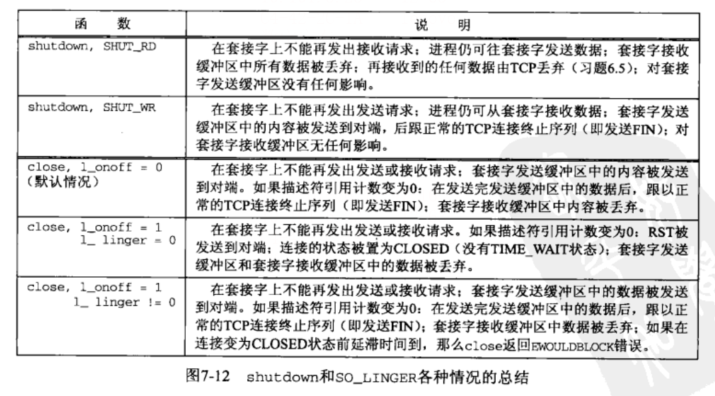 函 数 说 明
shutdown, SHUT_RD 在套接字上不能再发出接收请求；进程仍可往套接字发送数据；套接字接收
缓冲区中所有数据被丢弃；再接收到的任何数据由TCP丢弃（习题6.5）；对套接
字发送缓冲区没有任何影响。
shutdown, SHUT_WR 在套接字上不能再发出发送请求；进程仍可从套接字接收数据；套接字发送
缓冲区中的内容被发送到对端，后跟正常的TCP连接终止序列（即发送FIN）；对
套接字接收缓冲区无任何影响。
close, l_onoff = 0 在套接字上不能再发出发送或接收请求；套接字发送缓冲区中的内容被发送
（默认情况） 到对端。如果描述符引用计数变为0：在发送完发送缓冲区中的数据后，跟以正
常的TCP连接终止序列（即发送FIN）；套接字接收缓冲区中内容被丢弃。
close, l_onoff = 1 在套接字上不能再发出发送或接收请求。如果描述符引用计数变为0：RST被
l_ linger = 0 发送到对端；连接的状态被置为CLOSED（没有TIME_WAIT状态）；套接字发送
缓冲区和套接字接收缓冲区中的数据被丢弃。
close, l_onoff = 1 在套接字上不能再发出发送或接收请求；套接字发送缓冲区中的数据被发送
l_ linger != 0 到对端。如果描述符引用计数变为0：在发送完发送缓冲区中的数据后，跟以正
常的TCP连接终止序列（即发送FIN）；套接字接收缓冲区中数据被丢弃；如果在
连接变为CLOSED状态前延滞时间到，那么close返回EWOULDBLOCK错误。
图7-12 shutdown和SO_LINGER各种情况的总结